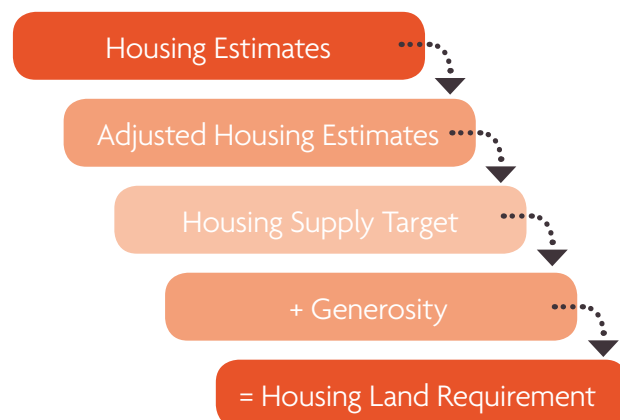 Housing Estimates
Adjusted Housing Estimates
Housing Supply Target
+ Generosity
= Housing Land Requirement